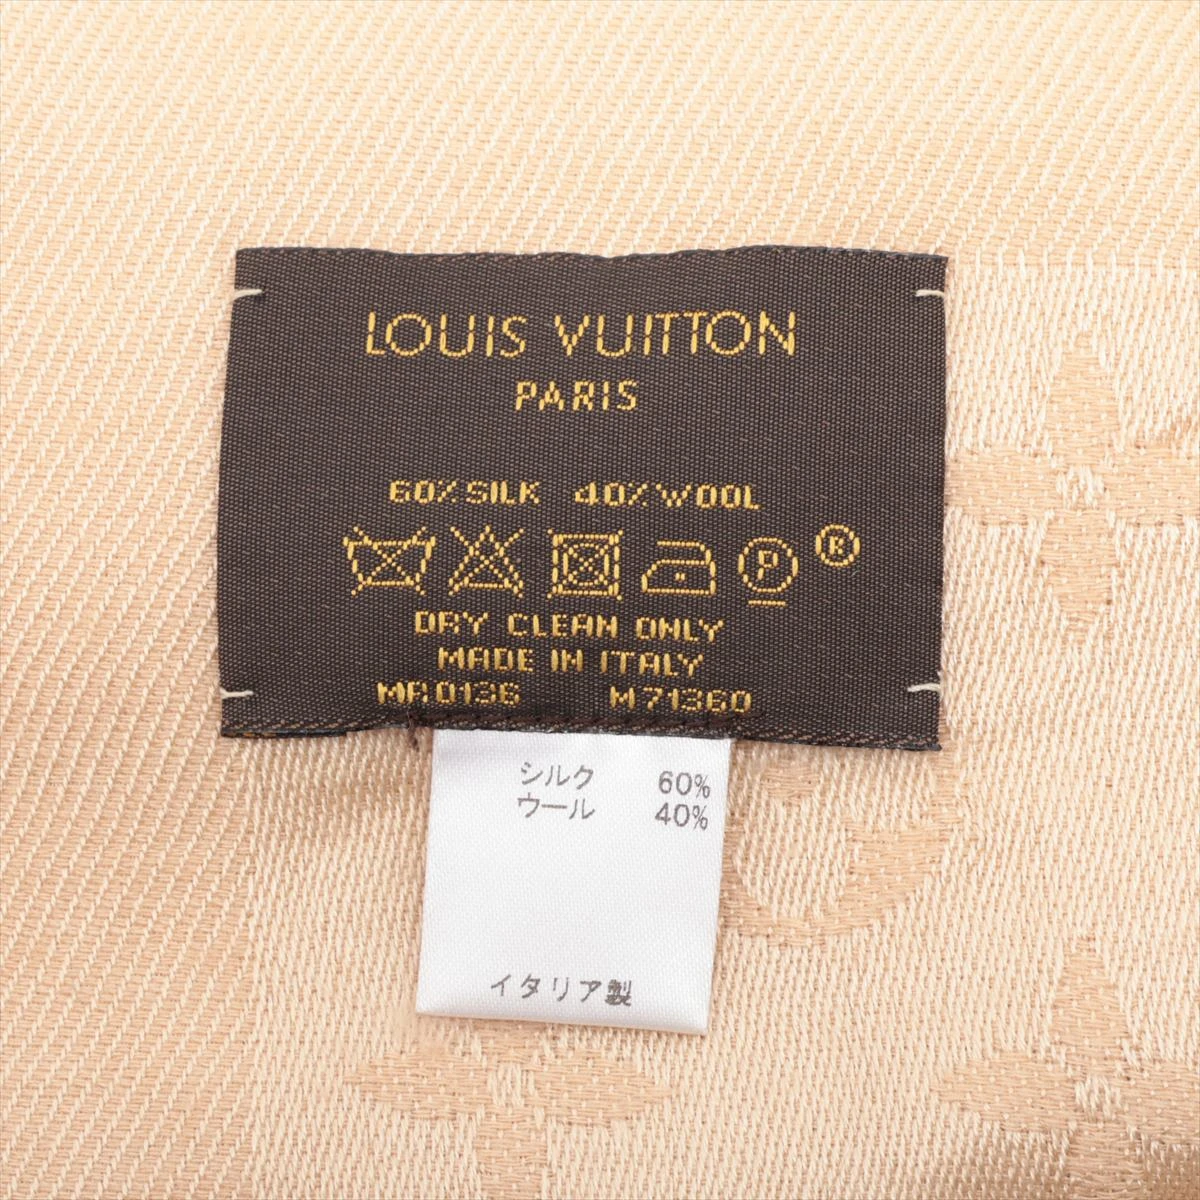 LOUIS VUITTON
PARIS
60% SILK 40% WOOL
P ®
DRY CLEAN ONLY
MADE IN ITALY
MA0136 M71360
シルク 60%
ウール 40%
イタリア製